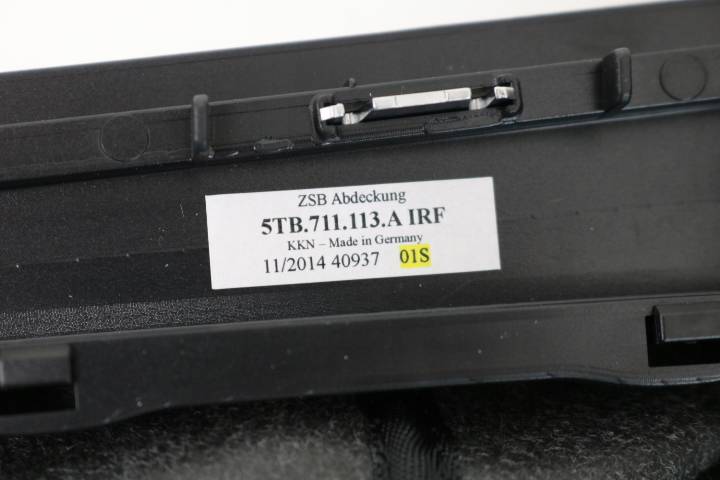 ZSB Abdeckung
5TB.711.113.A IRF
KKN – Made in Germany
11/2014 40937 01S